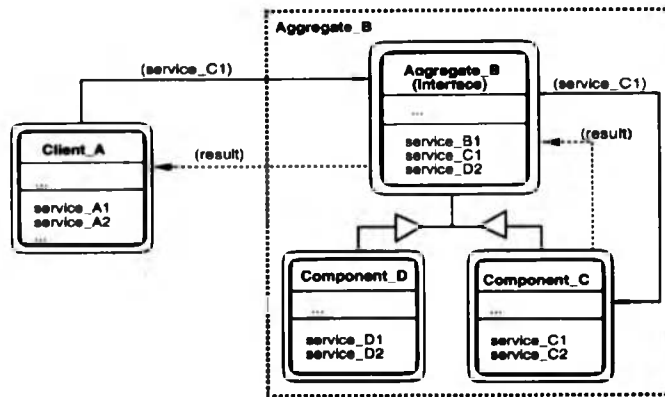 Aggregate_B
(service_C1)
Aggregate_B
(Interface)
(service_C1)
...
Client_A
(result)
(result)
service_B1
service_C1
service_D2
...
service_A1
service_A2
...
Component_D
Component_C
...
...
service_D1
service_D2
service_C1
service_C2